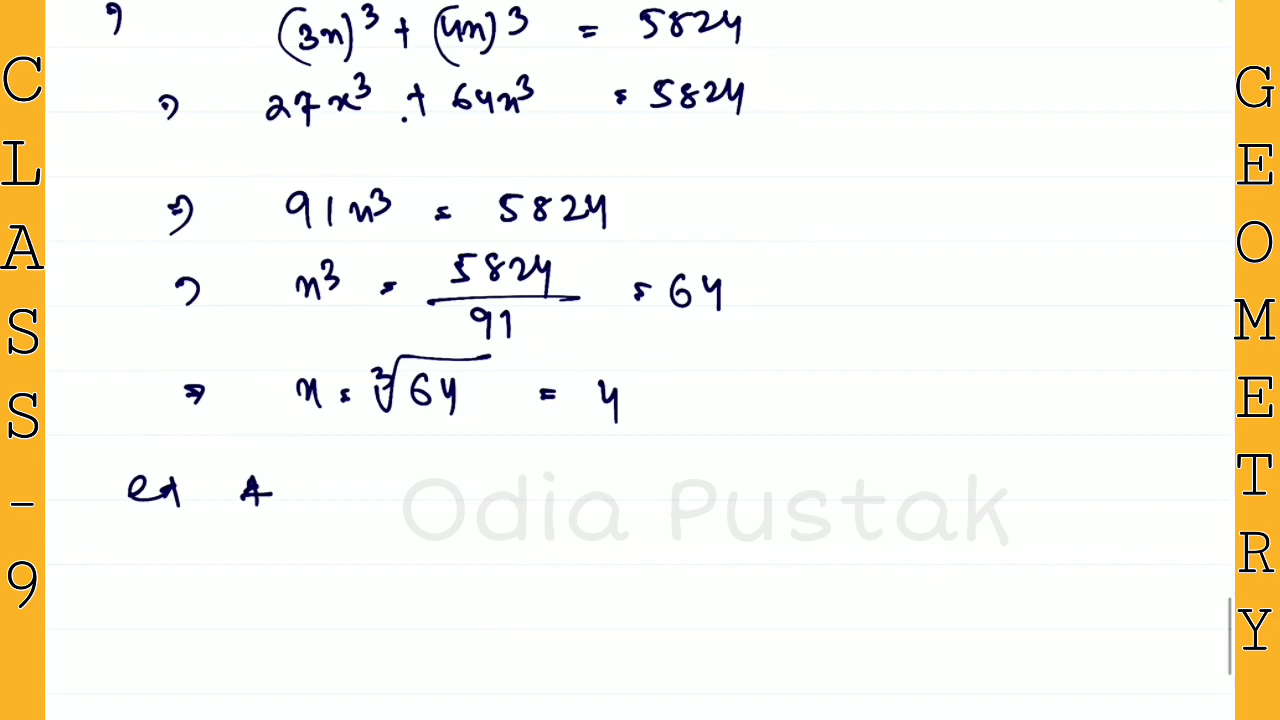 ⇒ (3x)³ + (4x)³ = 5824
⇒ 27x³ + 64x³ = 5824
⇒ 91x³ = 5824
⇒ x³ = 5824/91 = 64
⇒ x = ∛64 = 4
Odia Pustak
CLASS-9
GEOMETRY